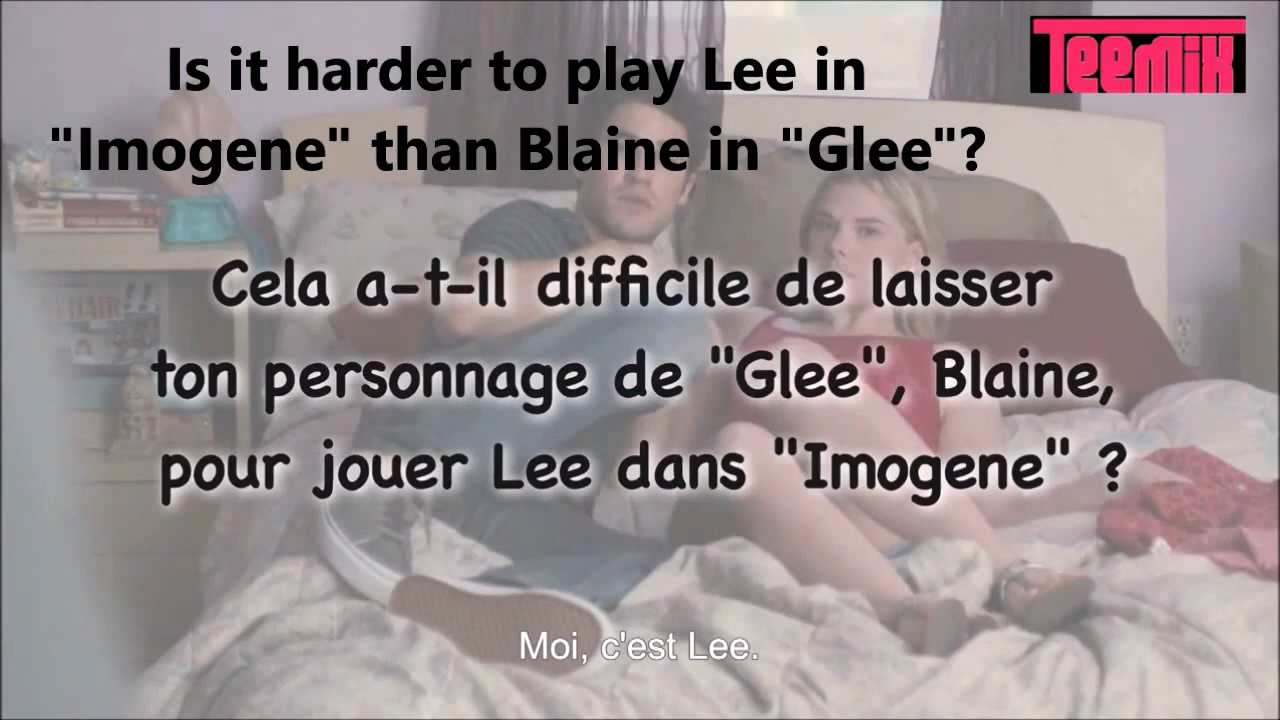 Is it harder to play Lee in
TEEMIX
"Imogene" than Blaine in "Glee"?
Cela a-t-il difficile de laisser
ton personnage de "Glee", Blaine,
pour jouer Lee dans "Imogene" ?
Moi, c'est Lee.